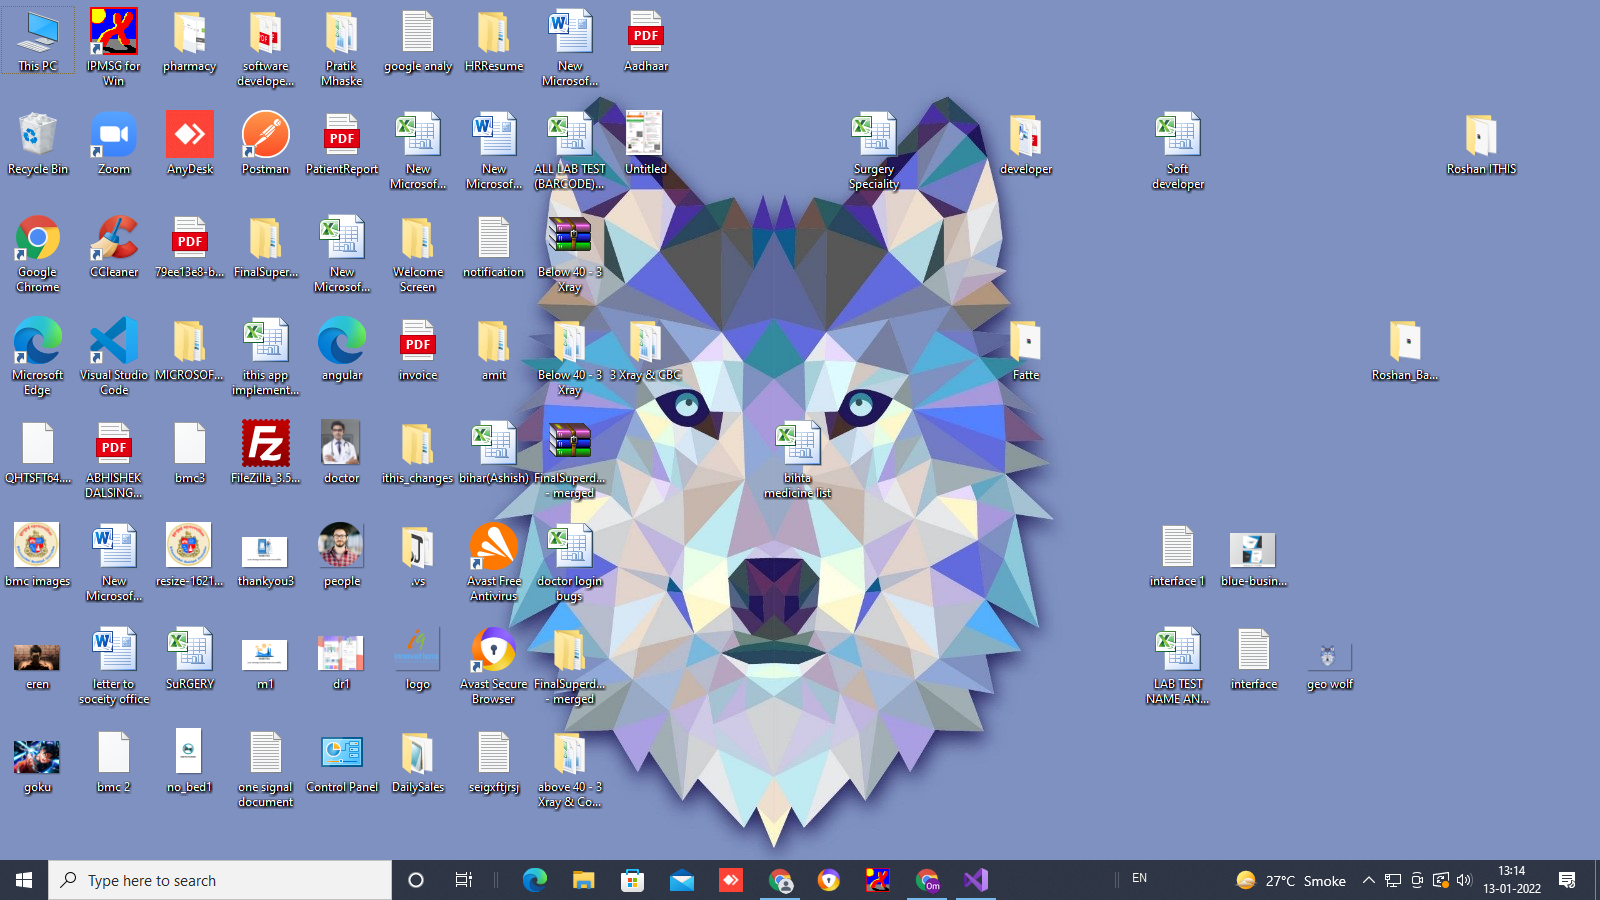 This PC
IPMSG for
Win
pharmacy
software
develope...
Pratik
Mhaske
google analy
HRResume
New
Microsof...
Aadhaar
Recycle Bin
Zoom
AnyDesk
Postman
PatientReport
New
Microsof...
New
Microsof...
ALL LAB TEST
(BARCODE)...
Untitled
Surgery
Speciality
developer
Soft
developer
Roshan ITHIS
Google
Chrome
CCleaner
79ee13e8-b...
FinalSuper...
New
Microsof...
Welcome
Screen
notification
Below 40 - 3
Xray
Microsoft
Edge
Visual Studio
Code
MICROSOF...
ithis app
implement...
angular
invoice
amit
Below 40 - 3
Xray
3 Xray & CBC
Fatte
Roshan_Ba...
QHTSFT64....
ABHISHEK
DALSING...
bmc3
FileZilla_3.5...
doctor
ithis_changes
bihar(Ashish)
FinalSuperd...
- merged
bihta
medicine list
bmc images
New
Microsof...
resize-1621...
thankyou3
people
.vs
Avast Free
Antivirus
doctor login
bugs
interface 1
blue-busin...
eren
letter to
soceity office
SuRGERY
m1
dr1
logo
Avast Secure
Browser
FinalSuperd...
- merged
LAB TEST
NAME AN...
interface
geo wolf
goku
bmc 2
no_bed1
one signal
document
Control Panel
DailySales
seigxftjrsj
above 40 - 3
Xray & Co...
PDF
PDF
PDF
PDF
PDF
Type here to search
Om
EN
27°C Smoke
13:14
13-01-2022